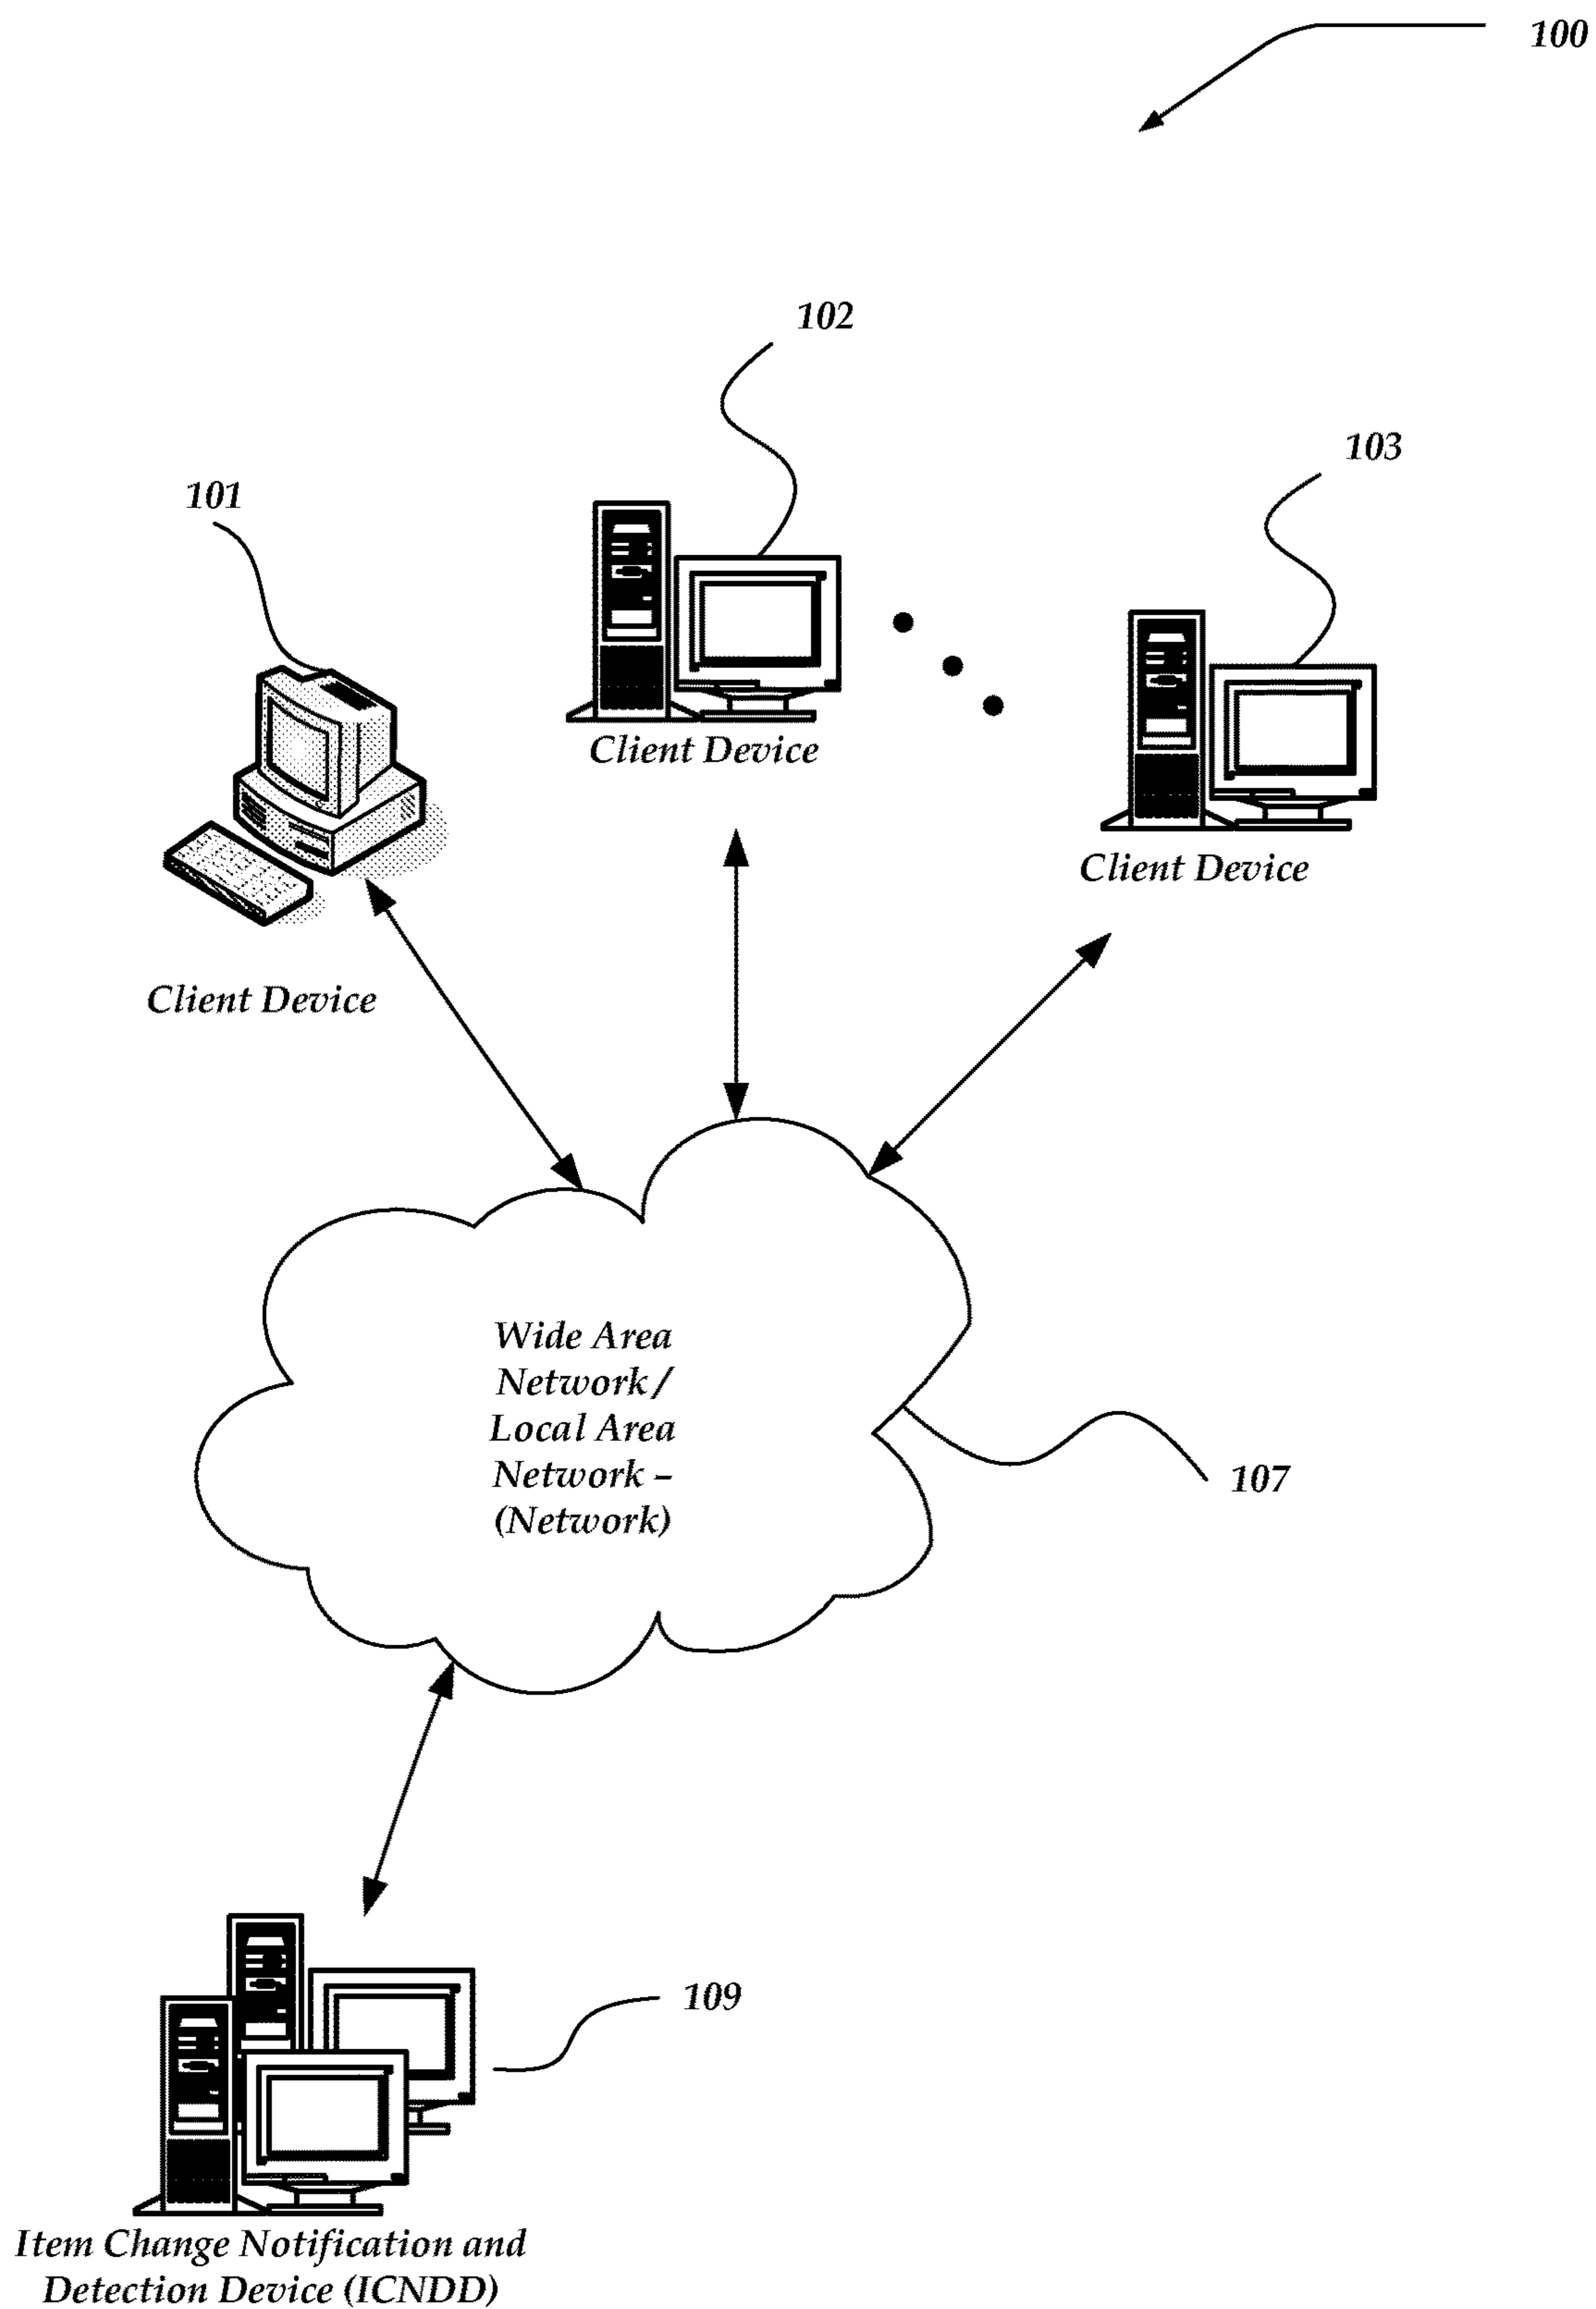 100
102
103
101
Client Device
Client Device
Client Device
Wide Area
Network /
Local Area
Network –
(Network)
107
109
Item Change Notification and
Detection Device (ICNDD)